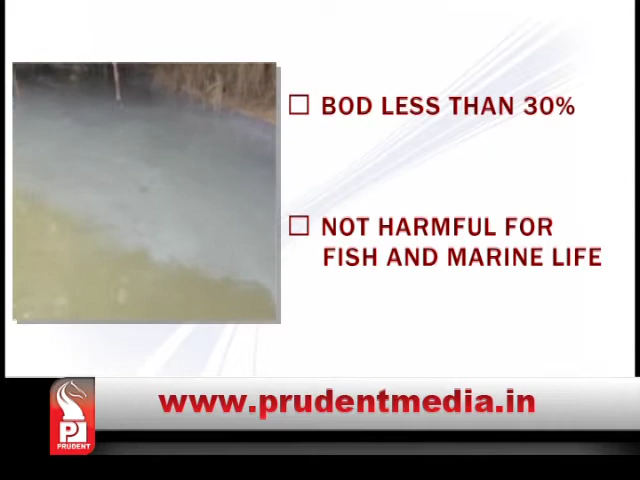 BOD LESS THAN 30%
NOT HARMFUL FOR
FISH AND MARINE LIFE
www.prudentmedia.in
PRUDENT